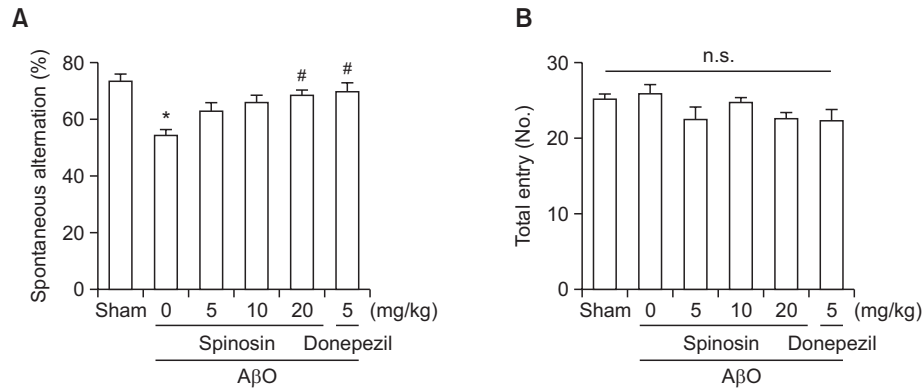 A
Spontaneous alternation (%)
80
60
40
20
0
*
#
#
Sham 0 5 10 20 5 (mg/kg)
Spinosin Donepezil
AβO
B
Total entry (No.)
30
20
10
0
n.s.
Sham 0 5 10 20 5 (mg/kg)
Spinosin Donepezil
AβO